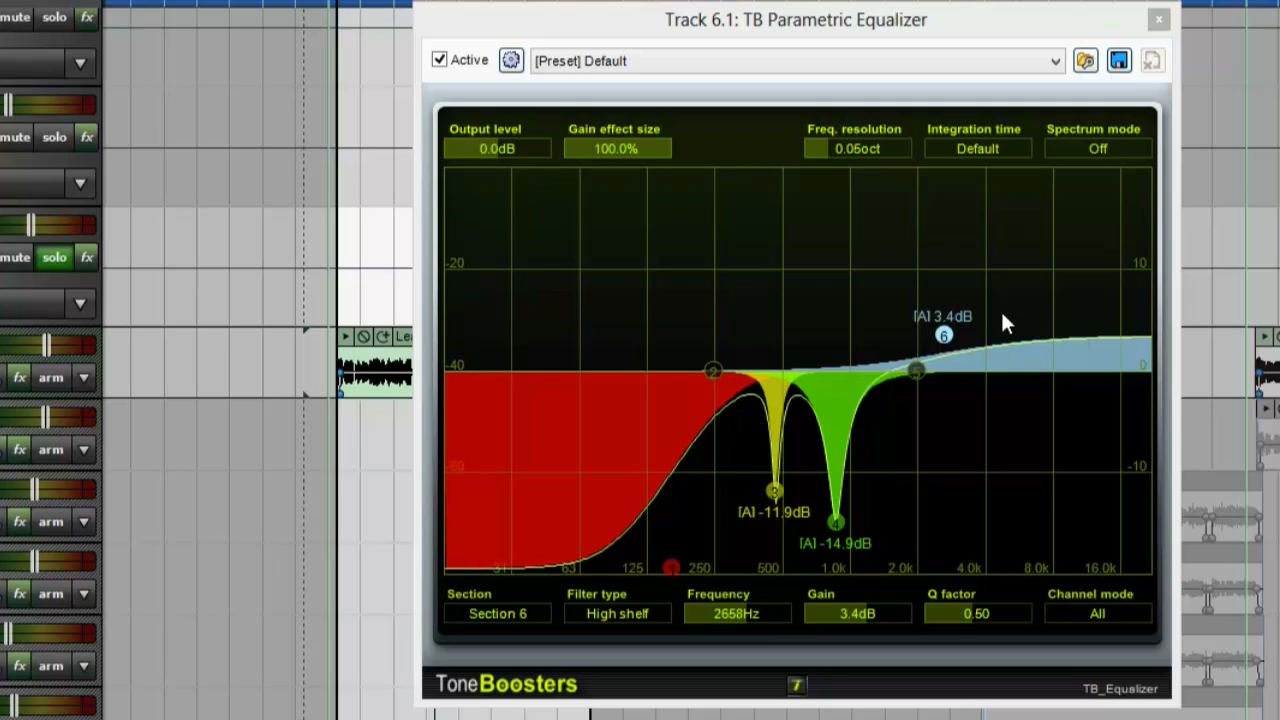 Track 6.1: TB Parametric Equalizer
x
Active
[Preset] Default
Output level
Gain effect size
Freq. resolution
Integration time
Spectrum mode
0.0dB
100.0%
0.05oct
Default
Off
-20
10
[A] 3.4dB
6
-40
2
5
0
-60
-10
3
[A] -11.9dB
4
[A] -14.9dB
31
63
125
1
250
500
1.0k
2.0k
4.0k
8.0k
16.0k
Section
Filter type
Frequency
Gain
Q factor
Channel mode
Section 6
High shelf
2658Hz
3.4dB
0.50
All
ToneBoosters
T
TB_Equalizer
mute solo fx
mute solo fx
mute solo fx
Lea
arm
fx arm
fx arm
fx arm
fx arm